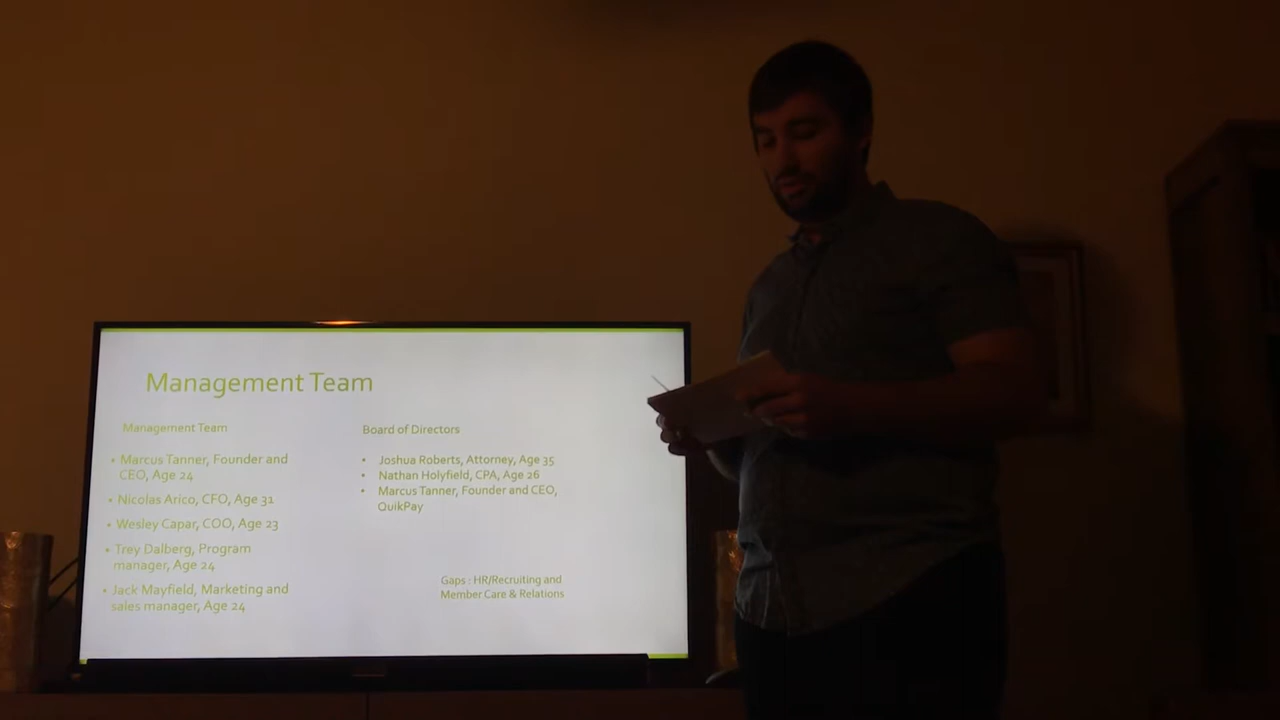 Management Team
Management Team
• Marcus Tanner, Founder and
CEO, Age 24
• Nicolas Arico, CFO, Age 31
• Wesley Capar, COO, Age 23
• Trey Dalberg, Program
manager, Age 24
• Jack Mayfield, Marketing and
sales manager, Age 24
Board of Directors
• Joshua Roberts, Attorney, Age 35
• Nathan Holyfield, CPA, Age 26
• Marcus Tanner, Founder and CEO,
QuikPay
Gaps : HR/Recruiting and
Member Care & Relations